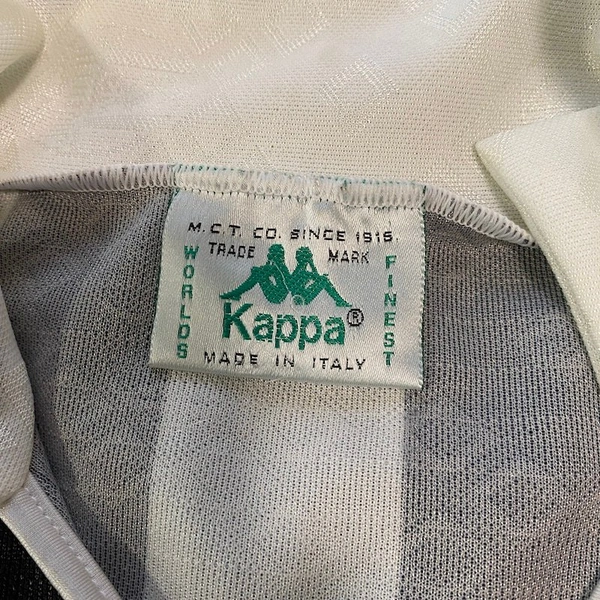 M.C.T. CO. SINCE 1916.
TRADE MARK
WORLDS
FINEST
Kappa®
MADE IN ITALY